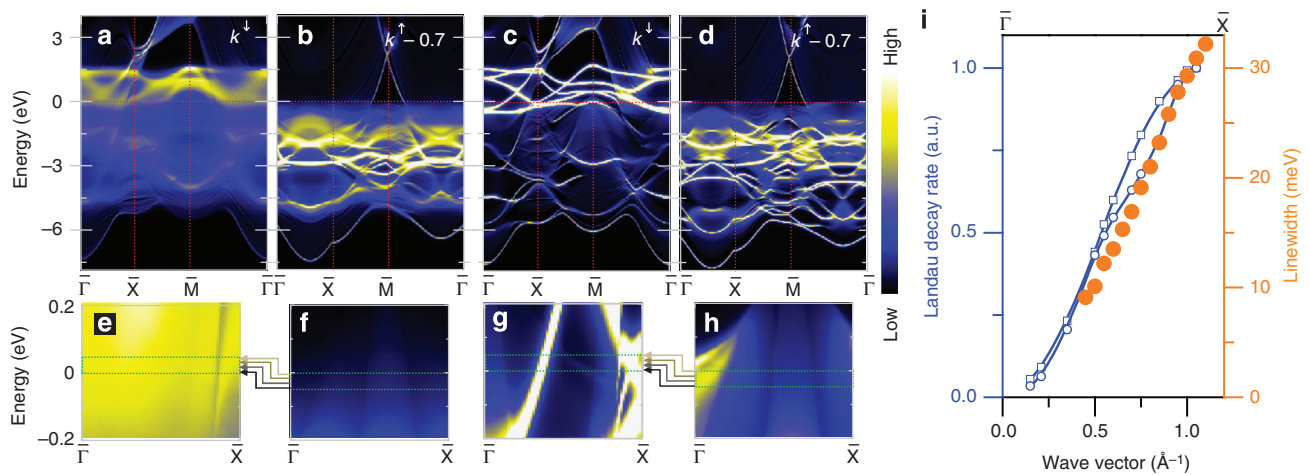 a
k↓
b
k↑ − 0.7
c
k↓
d
k↑ − 0.7
Energy (eV)
3
0
−3
−6
Γ̄ X̄ M̄ Γ̄
X̄ M̄ Γ̄
Γ̄ X̄ M̄ Γ̄
X̄ M̄ Γ̄
High
Low
e
f
g
h
Energy (eV)
0.2
0
−0.2
Γ̄ X̄
Γ̄ X̄
Γ̄ X̄
Γ̄ X̄
i
Γ̄ X̄
Landau decay rate (a.u.)
1.0
0.5
0.0
Linewidth (meV)
30
20
10
0
0.5 1.0
Wave vector (Å⁻¹)